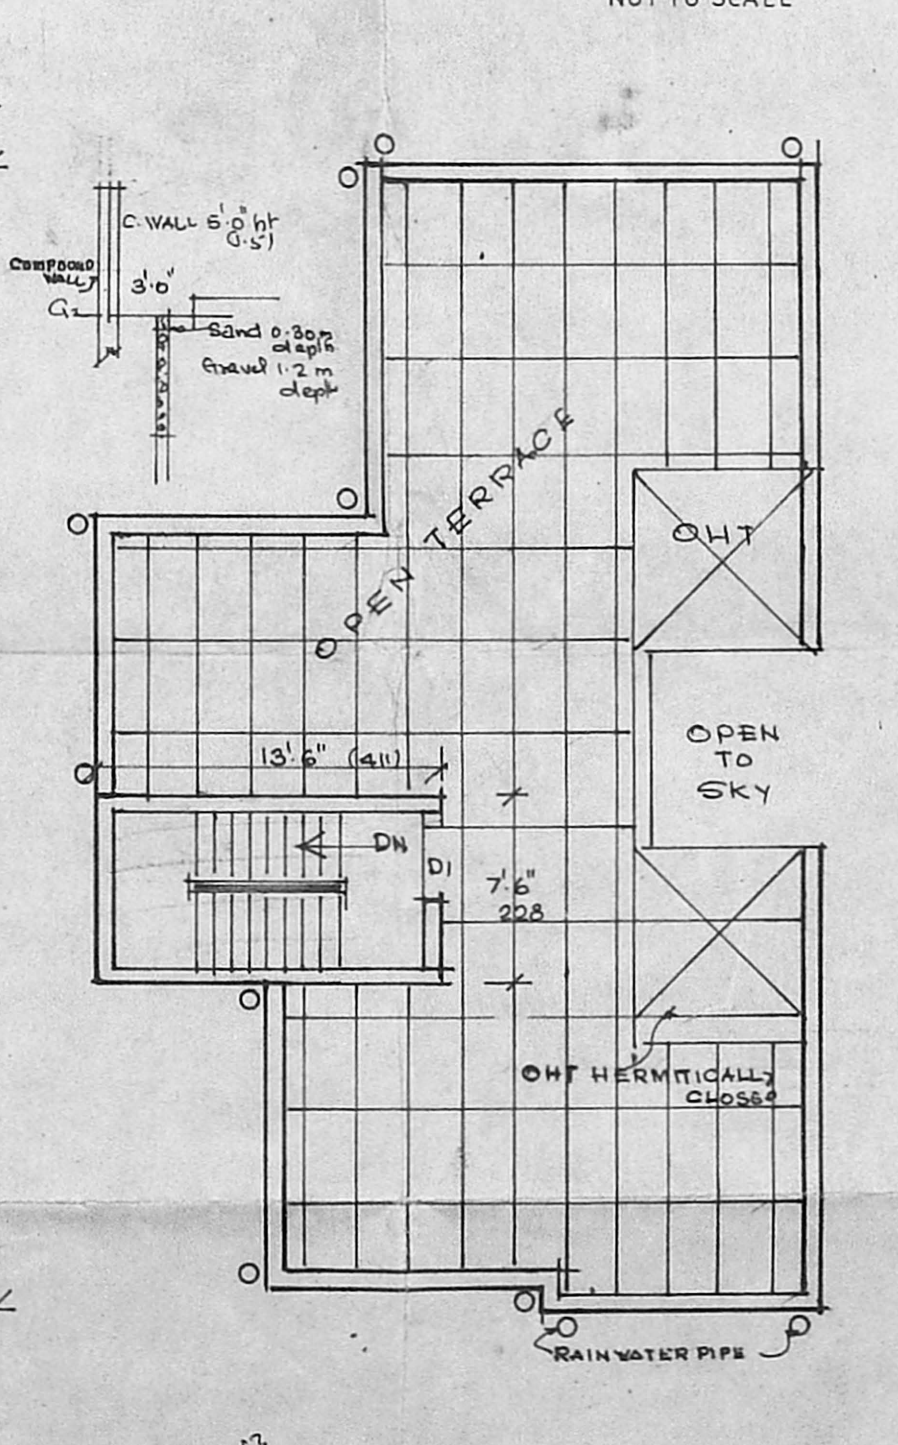 NOT TO SCALE
C. WALL 5'.0" ht
(1.5)
COMPOUND
WALL
3'.0"
GL
Sand 0.30m
depth
Gravel 1.2 m
depth
OPEN TERRACE
OHT
OPEN
TO
SKY
13'.6" (411)
DN
D1
7'.6"
228
OHT HERMITICALLY
CLOSED
RAINWATER PIPE